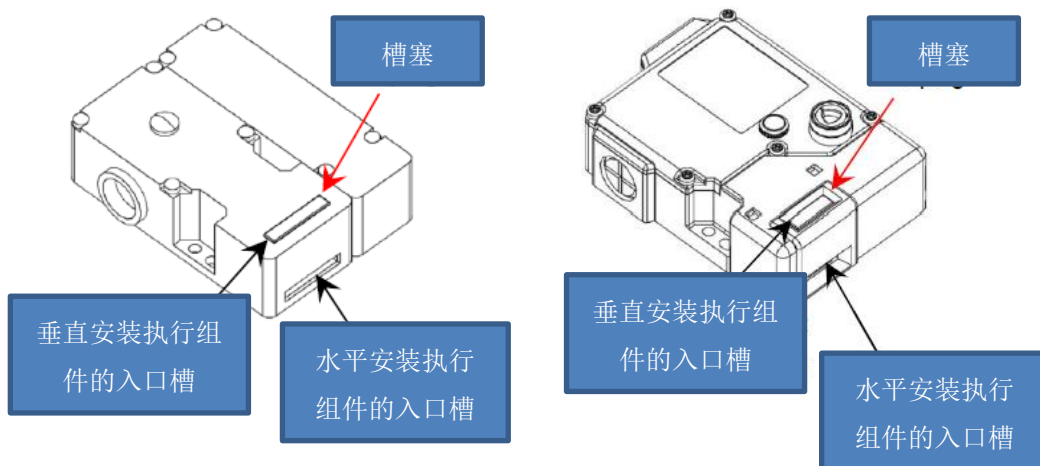 槽塞
槽塞
垂直安装执行组
件的入口槽
水平安装执行
组件的入口槽
垂直安装执行组
件的入口槽
水平安装执行
组件的入口槽